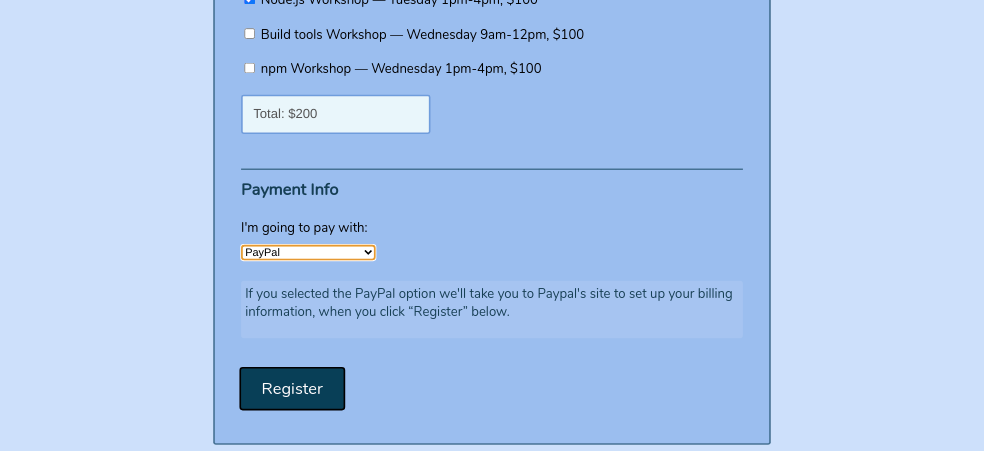 Node.js Workshop — Tuesday 1pm-4pm, $100
Build tools Workshop — Wednesday 9am-12pm, $100
npm Workshop — Wednesday 1pm-4pm, $100
Total: $200
Payment Info
I'm going to pay with:
PayPal
If you selected the PayPal option we'll take you to Paypal's site to set up your billing
information, when you click “Register” below.
Register